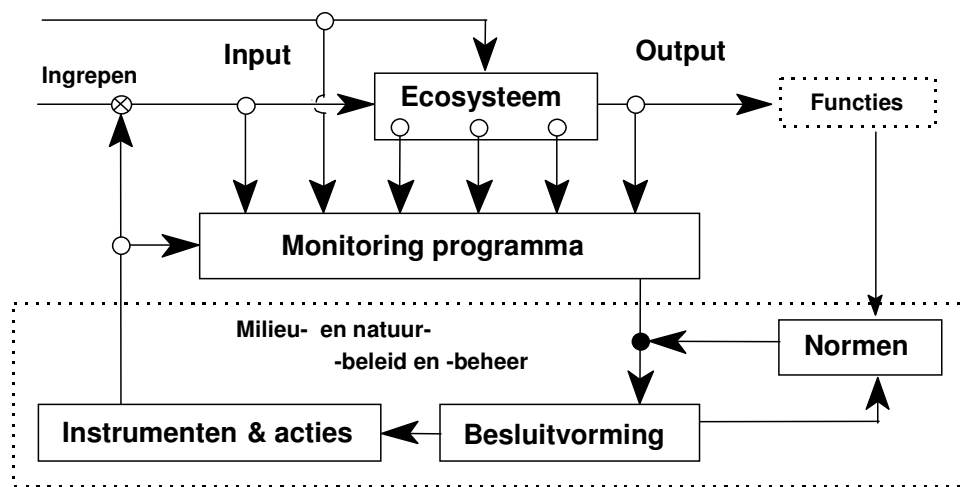 Input
Output
Ingrepen
Ecosysteem
Functies
Monitoring programma
Milieu- en natuur-
-beleid en -beheer
Normen
Instrumenten & acties
Besluitvorming